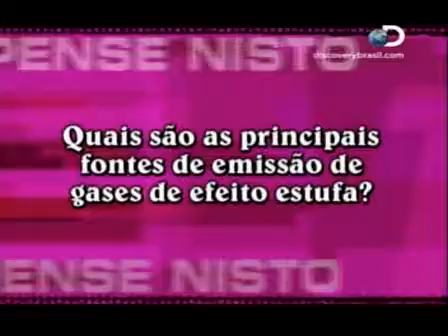 discoverybrasil.com
PENSE NISTO
Quais são as principais
fontes de emissão de
gases de efeito estufa?
PENSE NISTO